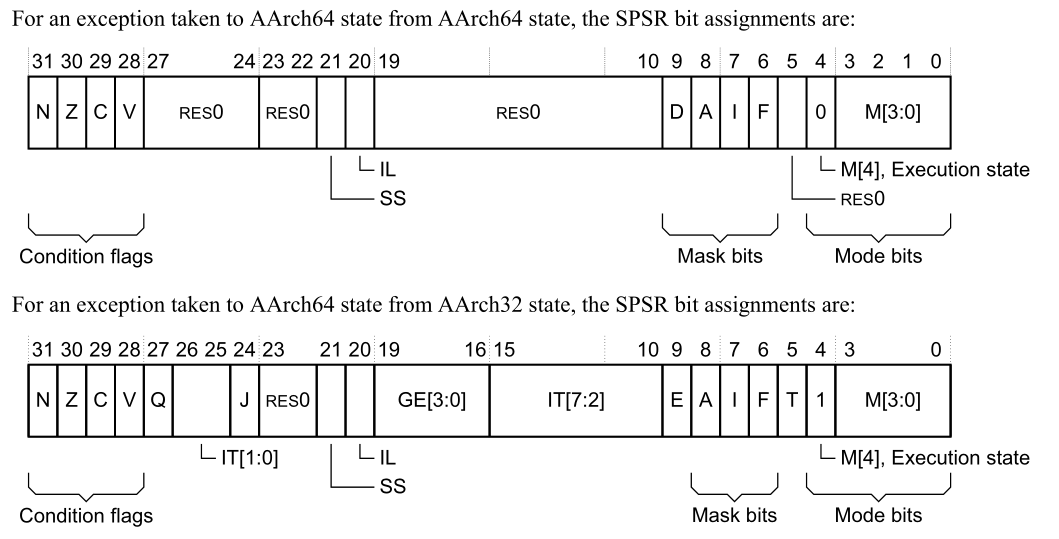 For an exception taken to AArch64 state from AArch64 state, the SPSR bit assignments are:
31 30 29 28 27 24 23 22 21 20 19 10 9 8 7 6 5 4 3 2 1 0
N Z C V RES0 RES0 RES0 D A I F 0 M[3:0]
IL M[4], Execution state
SS RES0
Condition flags Mask bits Mode bits
For an exception taken to AArch64 state from AArch32 state, the SPSR bit assignments are:
31 30 29 28 27 26 25 24 23 21 20 19 16 15 10 9 8 7 6 5 4 3 0
N Z C V Q J RES0 GE[3:0] IT[7:2] E A I F T 1 M[3:0]
IT[1:0] IL M[4], Execution state
SS
Condition flags Mask bits Mode bits